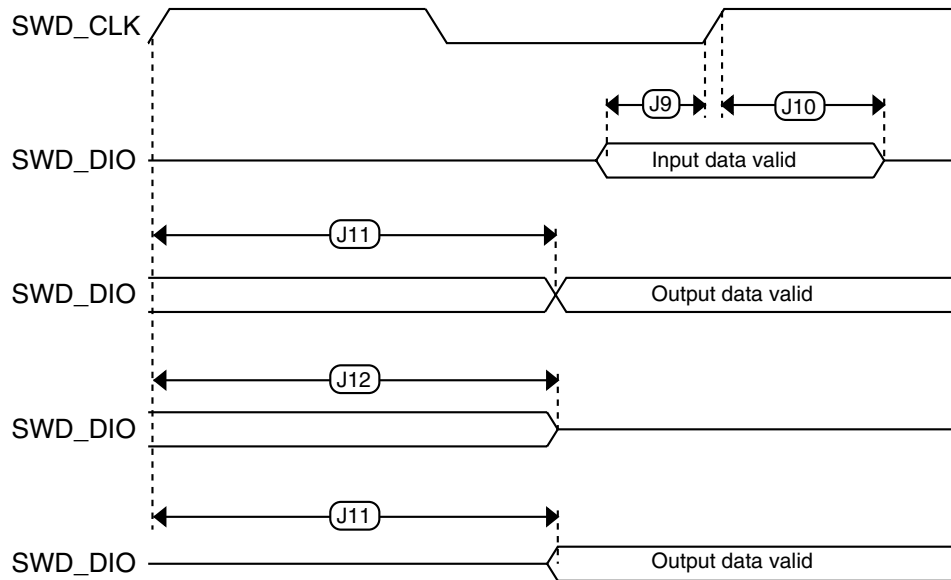 SWD_CLK
J9
J10
SWD_DIO
Input data valid
J11
SWD_DIO
Output data valid
J12
SWD_DIO
J11
SWD_DIO
Output data valid